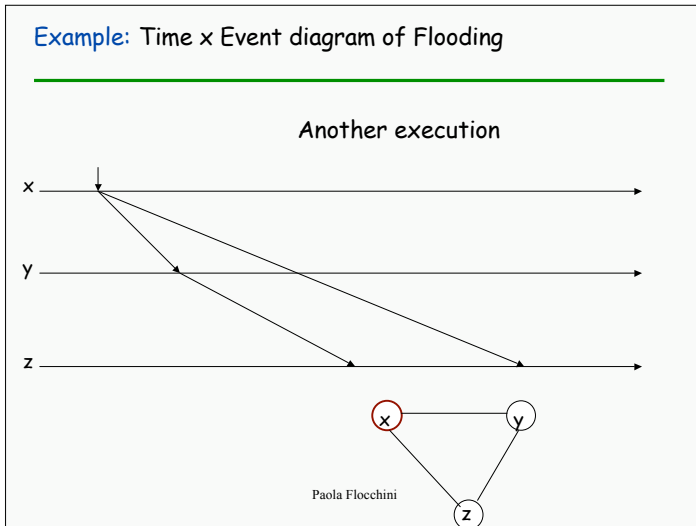 Example: Time x Event diagram of Flooding
Another execution
x
y
z
x
y
Paola Flocchini
z